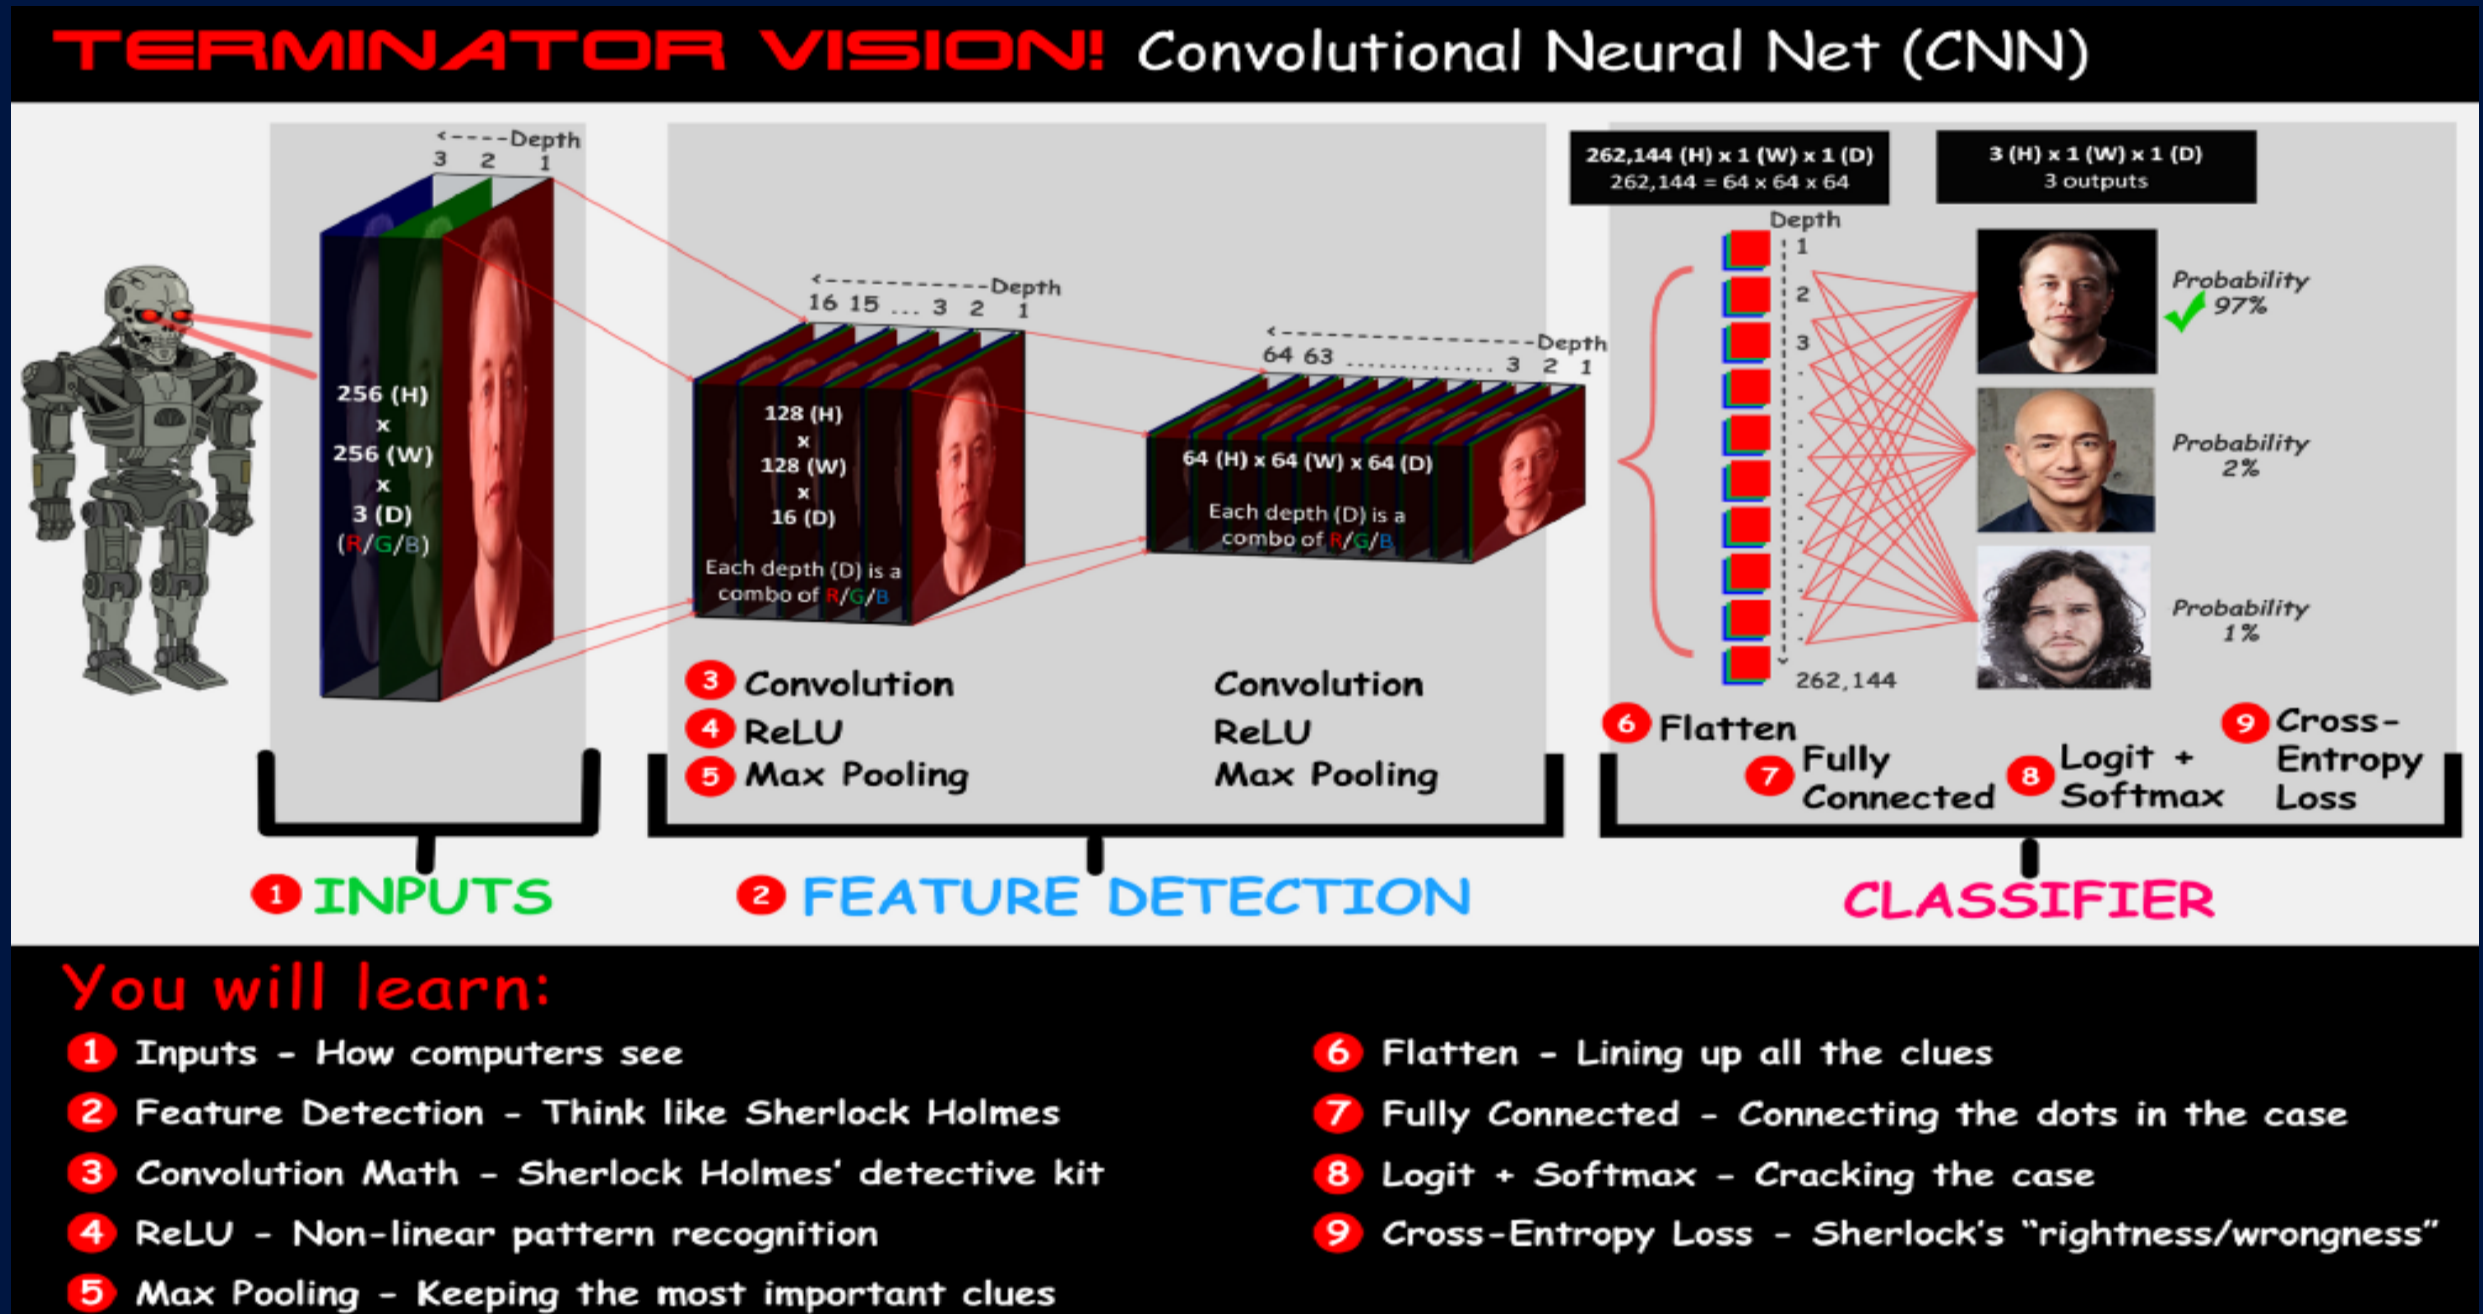 TERMINATOR VISION! Convolutional Neural Net (CNN)
<----Depth
3 2 1
256 (H)
x
256 (W)
x
3 (D)
(R/G/B)
<-----------Depth
16 15 ... 3 2 1
128 (H)
x
128 (W)
x
16 (D)
Each depth (D) is a
combo of R/G/B
<----------------Depth
64 63 .............. 3 2 1
64 (H) x 64 (W) x 64 (D)
Each depth (D) is a
combo of R/G/B
262,144 (H) x 1 (W) x 1 (D)
262,144 = 64 x 64 x 64
3 (H) x 1 (W) x 1 (D)
3 outputs
Depth
1
2
3
262,144
Probability
97%
Probability
2%
Probability
1%
3 Convolution
4 ReLU
5 Max Pooling
Convolution
ReLU
Max Pooling
6 Flatten
7 Fully
Connected
8 Logit +
Softmax
9 Cross-
Entropy
Loss
1 INPUTS
2 FEATURE DETECTION
CLASSIFIER
You will learn:
1 Inputs - How computers see
2 Feature Detection - Think like Sherlock Holmes
3 Convolution Math - Sherlock Holmes' detective kit
4 ReLU - Non-linear pattern recognition
5 Max Pooling - Keeping the most important clues
6 Flatten - Lining up all the clues
7 Fully Connected - Connecting the dots in the case
8 Logit + Softmax - Cracking the case
9 Cross-Entropy Loss - Sherlock's "rightness/wrongness"